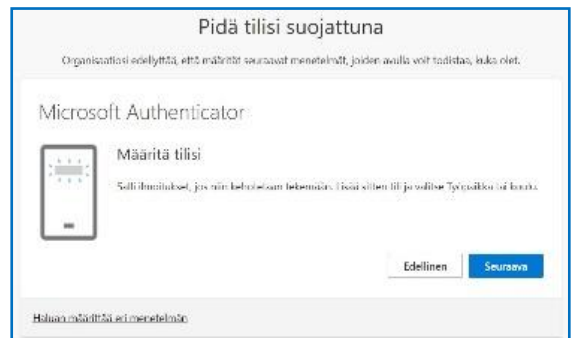 Pidä tilisi suojattuna
Organisaatiosi edellyttää, että määrität seuraavat menetelmät, joiden avulla voit todistaa, kuka olet.
Microsoft Authenticator
Määritä tilisi
Salli ilmoitukset, jos niin kehotetaan tekemään. Lisää sitten tili ja valitse Työpaikka tai koulu.
Edellinen
Seuraava
Haluan määrittää eri menetelmän